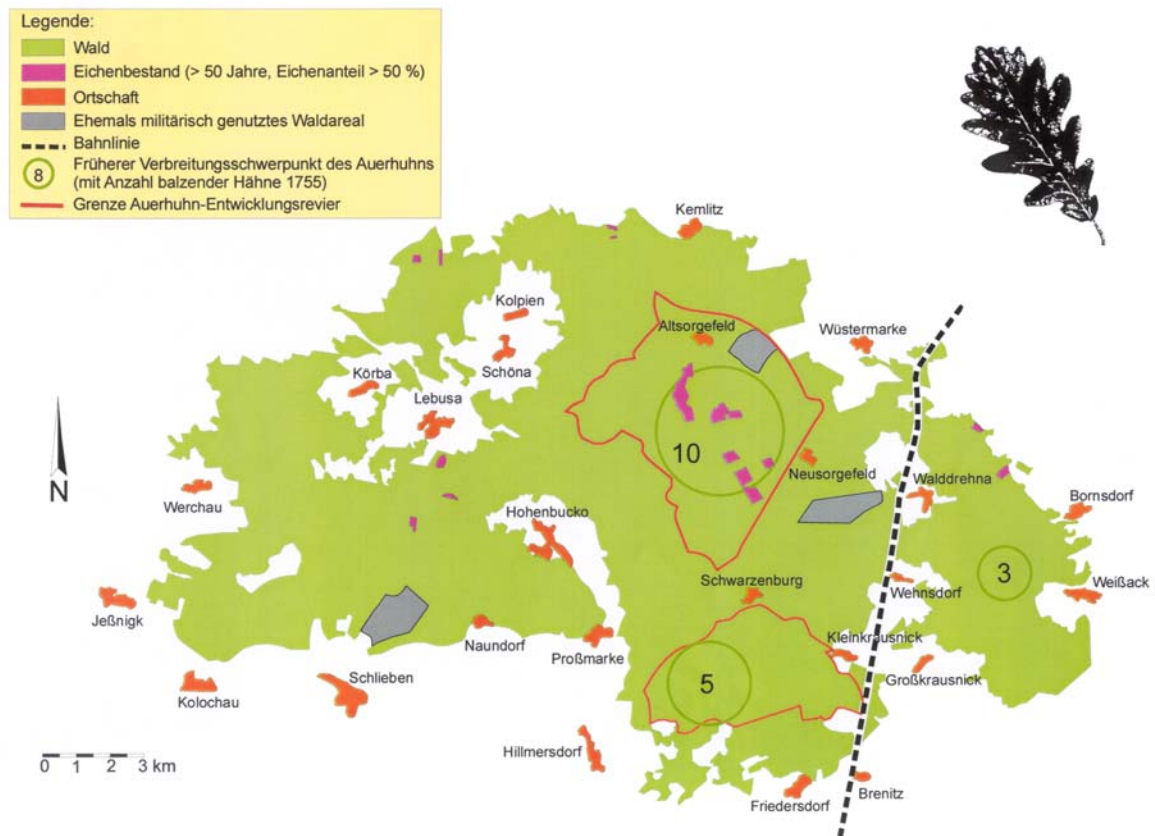 Legende:
Wald
Eichenbestand (> 50 Jahre, Eichenanteil > 50 %)
Ortschaft
Ehemals militärisch genutztes Waldareal
Bahnlinie
8
Früherer Verbreitungsschwerpunkt des Auerhuhns
(mit Anzahl balzender Hähne 1755)
Grenze Auerhuhn-Entwicklungsrevier
Kemlitz
Kolpien
Altsorgefeld
Wüstermarke
Schöna
Körba
Lebusa
10
Neusorgefeld
Walddrehna
N
Werchau
Bornsdorf
Hohenbucko
3
Schwarzenburg
Wehnsdorf
Weißack
Jeßnigk
Naundorf
Proßmarke
Kleinkrausnick
Großkrausnick
Kolochau
Schlieben
5
Hillmersdorf
0 1 2 3 km
Friedersdorf
Brenitz